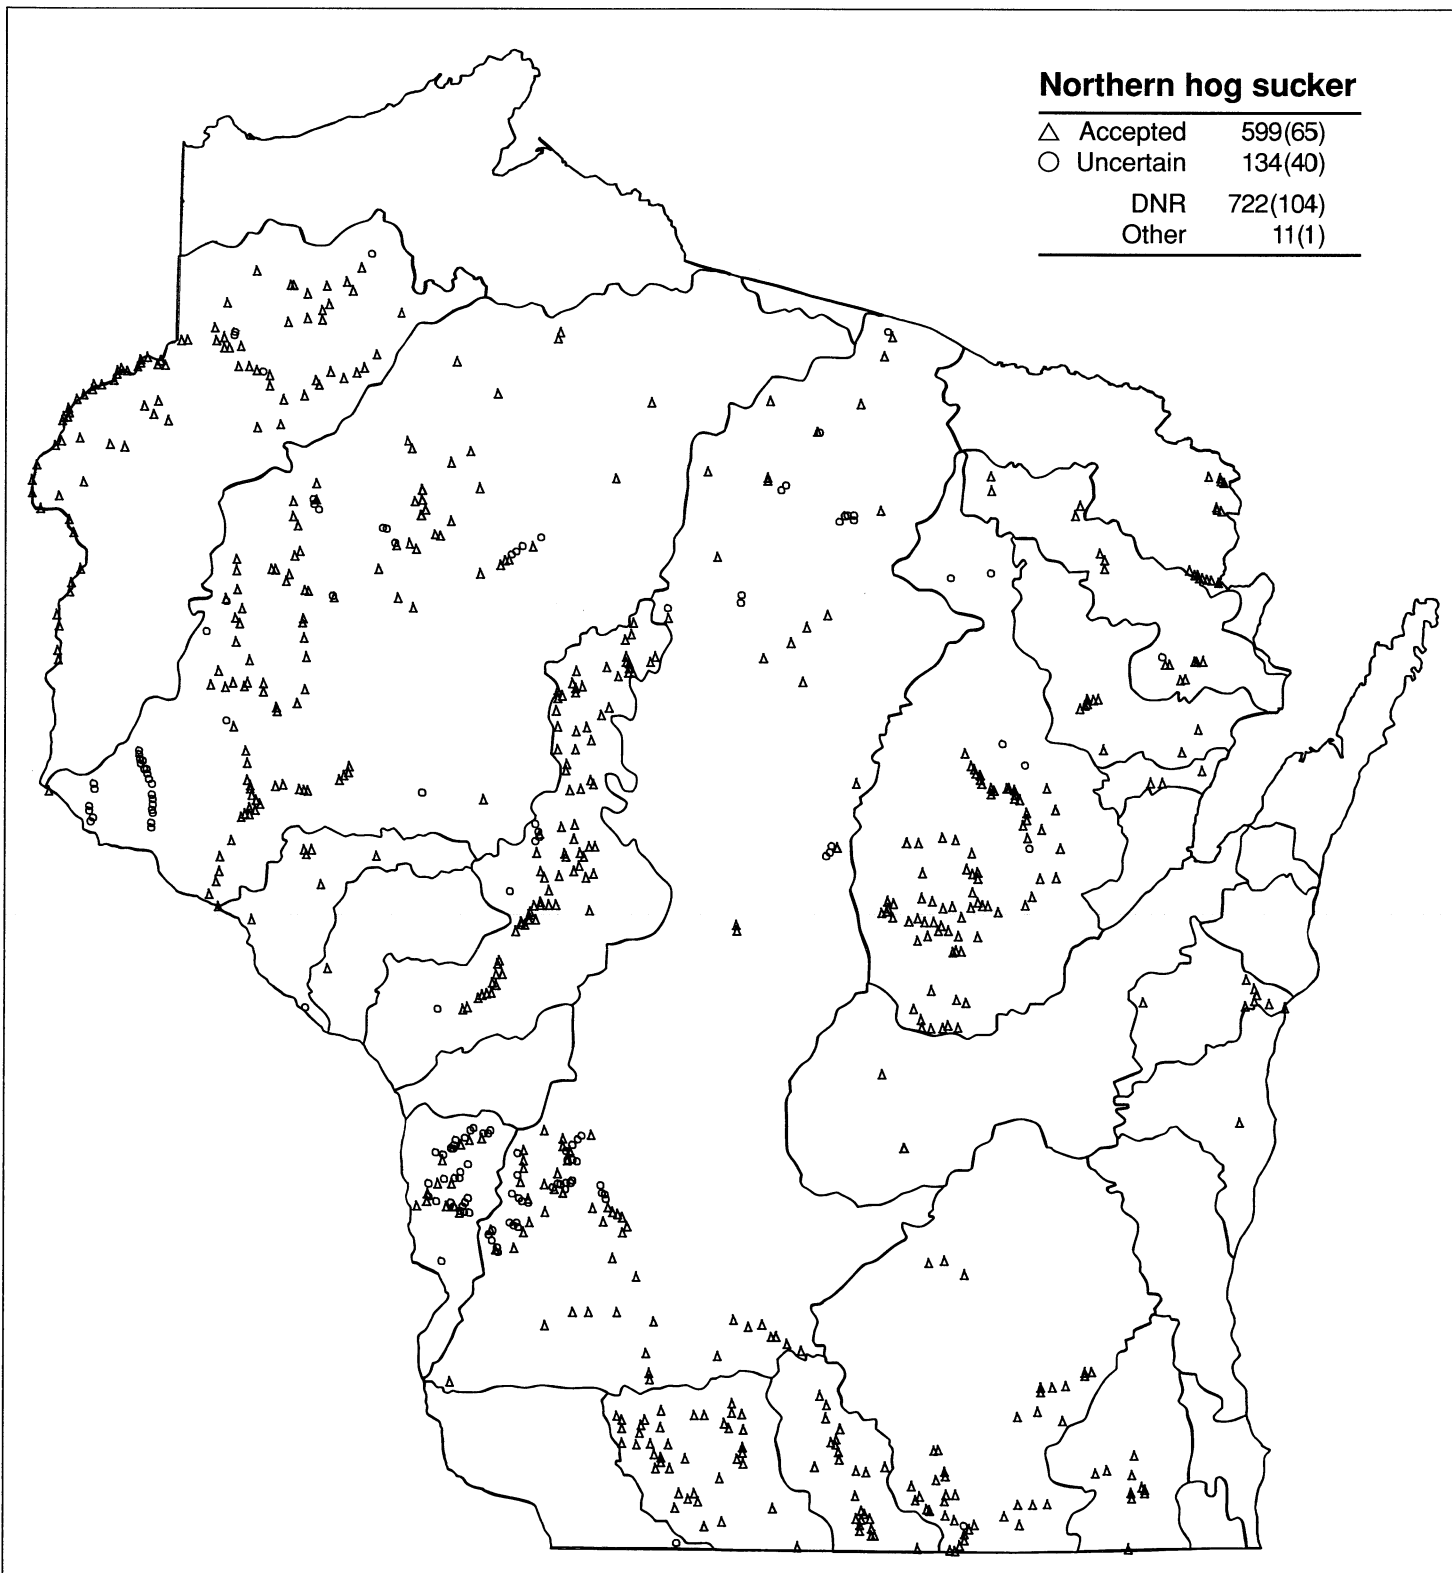 Northern hog sucker
△ Accepted 599(65)
○ Uncertain 134(40)
DNR 722(104)
Other 11(1)